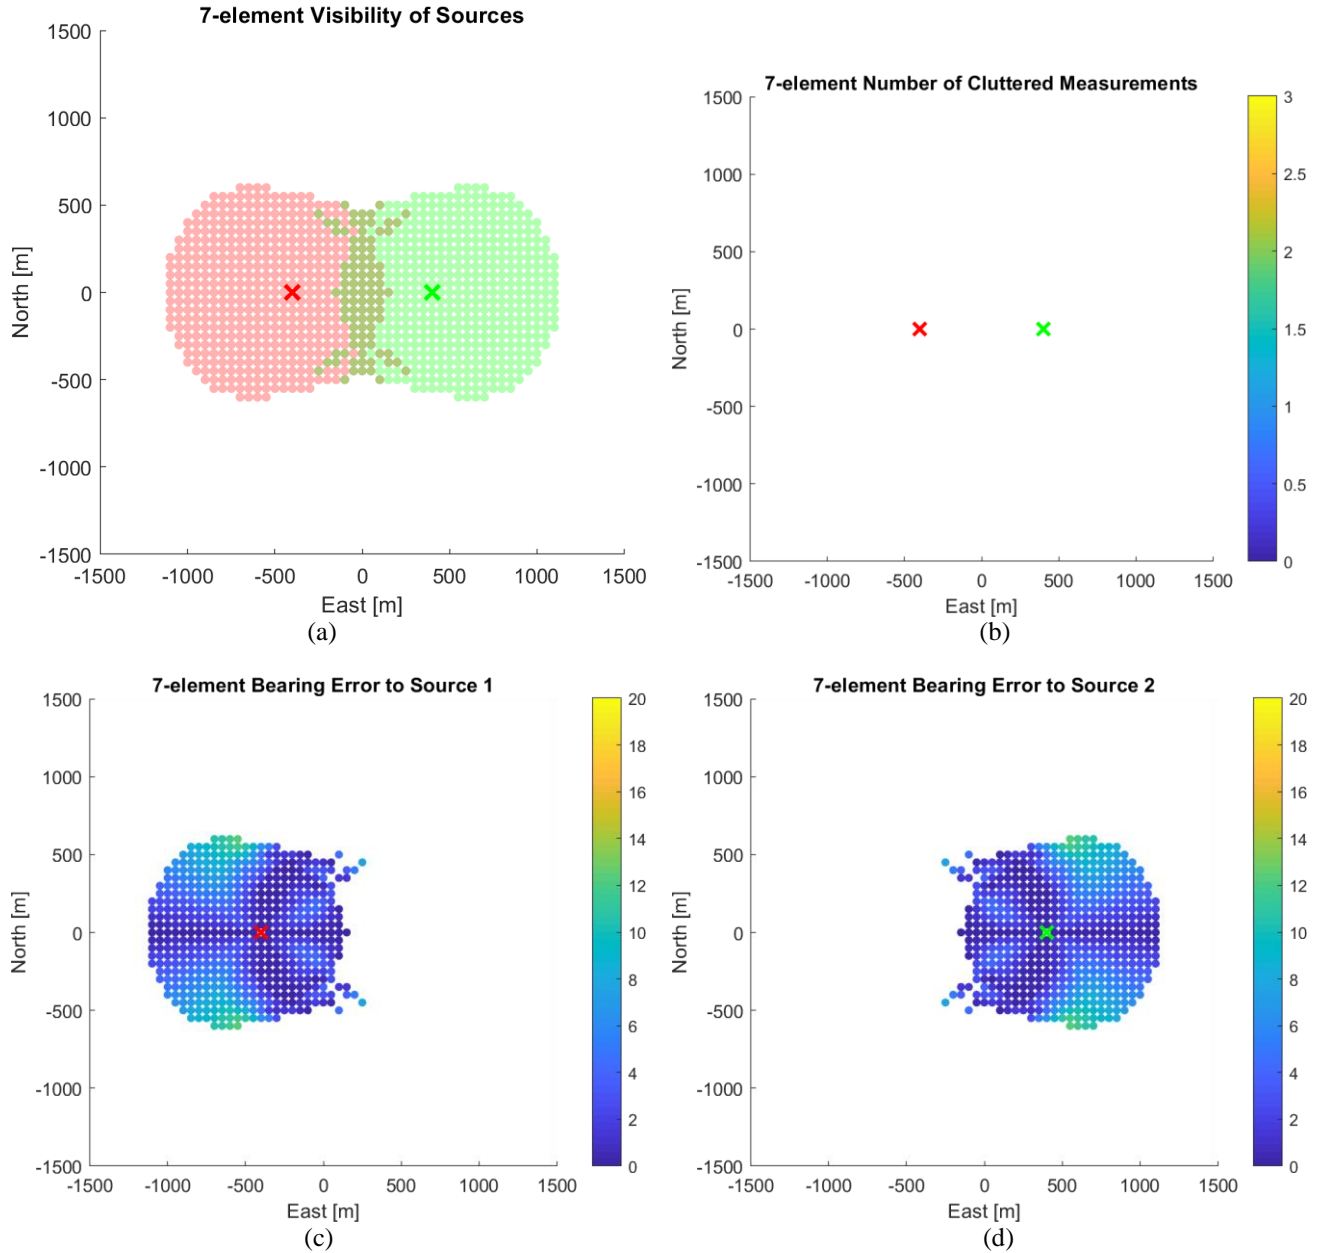 7-element Visibility of Sources
1500
1000
500
0
-500
-1000
-1500
North [m]
-1500 -1000 -500 0 500 1000 1500
East [m]
(a)
7-element Number of Cluttered Measurements
1500
1000
500
0
-500
-1000
-1500
North [m]
-1500 -1000 -500 0 500 1000 1500
East [m]
3
2.5
2
1.5
1
0.5
0
(b)
7-element Bearing Error to Source 1
1500
1000
500
0
-500
-1000
-1500
North [m]
-1500 -1000 -500 0 500 1000 1500
East [m]
20
18
16
14
12
10
8
6
4
2
0
(c)
7-element Bearing Error to Source 2
1500
1000
500
0
-500
-1000
-1500
North [m]
-1500 -1000 -500 0 500 1000 1500
East [m]
20
18
16
14
12
10
8
6
4
2
0
(d)